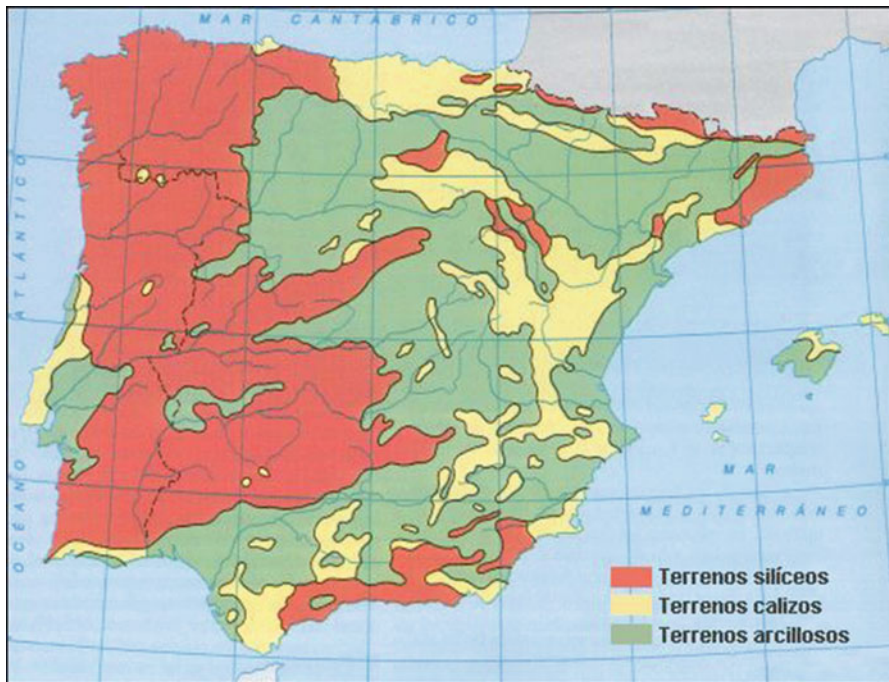 MAR CANTÁBRICO
OCÉANO ATLÁNTICO
MAR
MEDITERRÁNEO
Terrenos silíceos
Terrenos calizos
Terrenos arcillosos